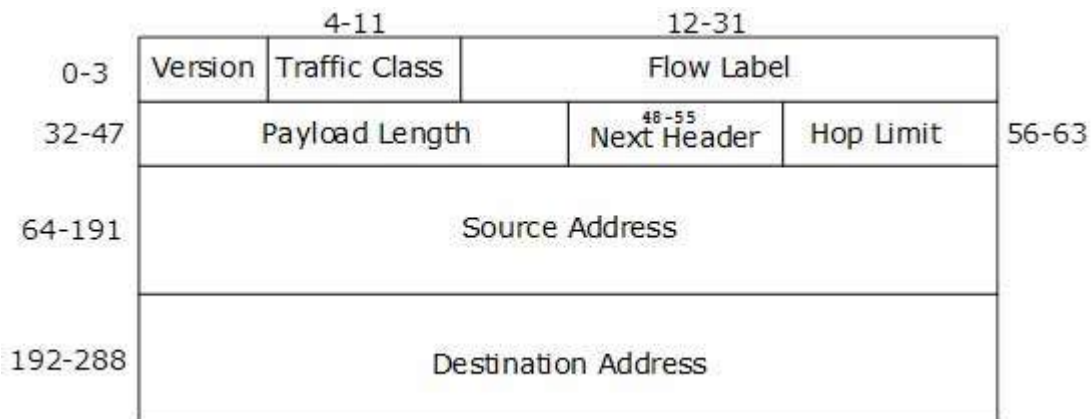 4-11 12-31
0-3 Version Traffic Class Flow Label
48-55
32-47 Payload Length Next Header Hop Limit 56-63
64-191 Source Address
192-288 Destination Address